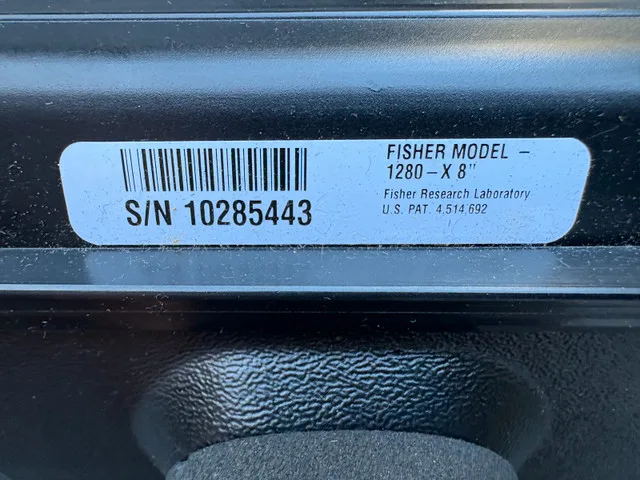 S/N 10285443
FISHER MODEL -
1280-X 8"
Fisher Research Laboratory
U.S. PAT. 4,514,692